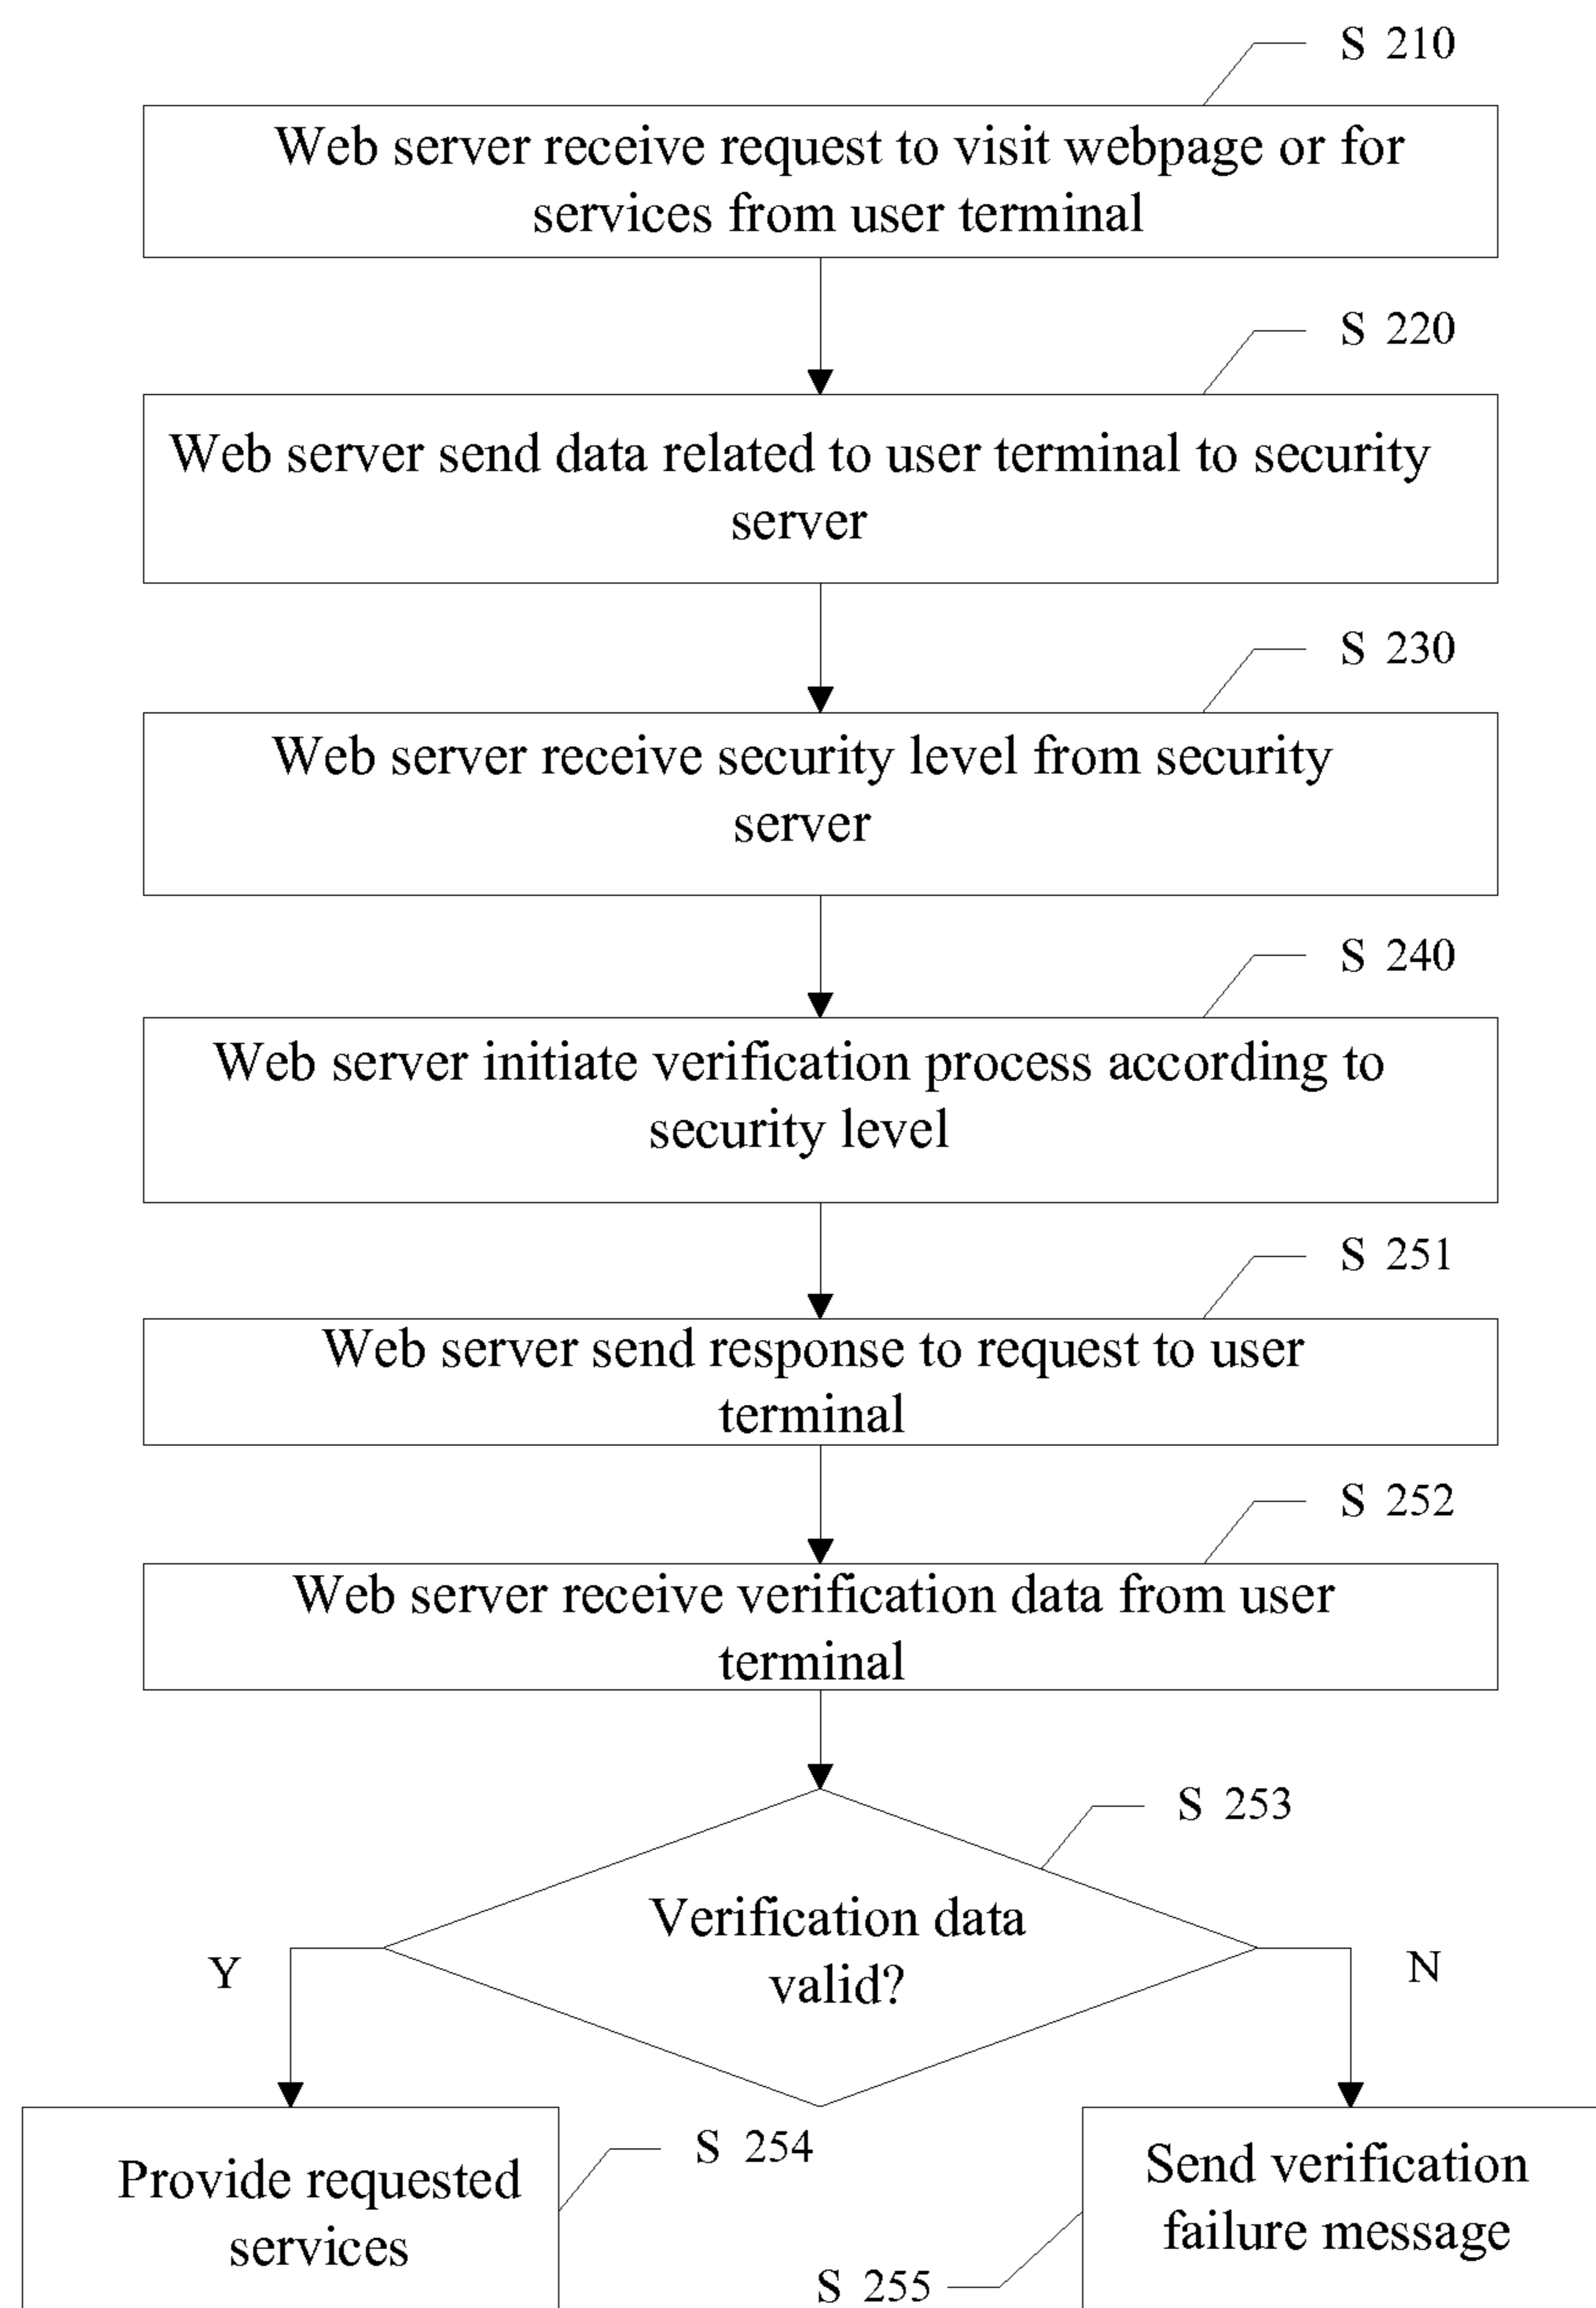 S 210
Web server receive request to visit webpage or for
services from user terminal
S 220
Web server send data related to user terminal to security
server
S 230
Web server receive security level from security
server
S 240
Web server initiate verification process according to
security level
S 251
Web server send response to request to user
terminal
S 252
Web server receive verification data from user
terminal
S 253
Verification data
valid?
Y
N
Provide requested
services
S 254
Send verification
failure message
S 255